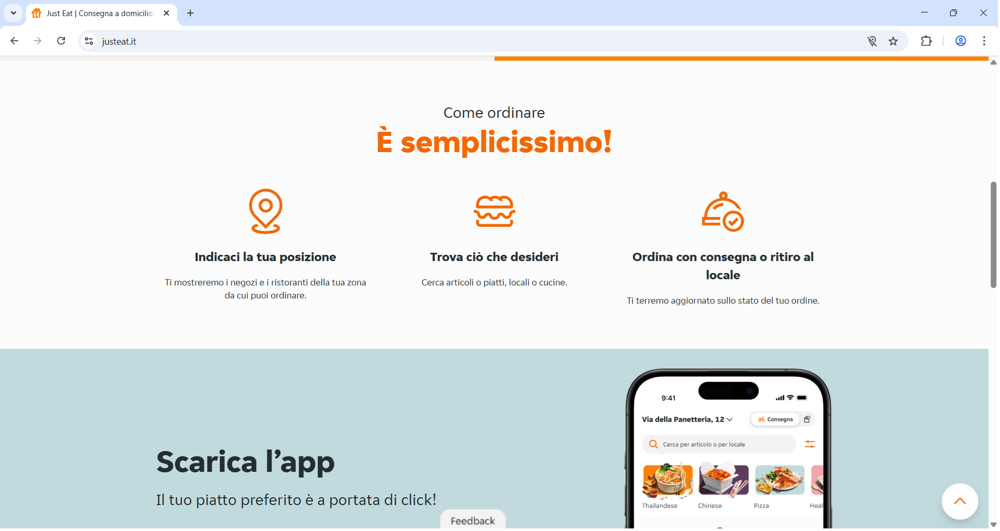 Just Eat | Consegna a domicilio:
justeat.it
Come ordinare
È semplicissimo!
Indicaci la tua posizione
Ti mostreremo i negozi e i ristoranti della tua zona
da cui puoi ordinare.
Trova ciò che desideri
Cerca articoli o piatti, locali o cucine.
Ordina con consegna o ritiro al
locale
Ti terremo aggiornato sullo stato del tuo ordine.
Scarica l’app
Il tuo piatto preferito è a portata di click!
9:41
Via della Panetteria, 12
Consegna
Cerca per articolo o per locale
Thailandese
Chinese
Pizza
Heal
Feedback